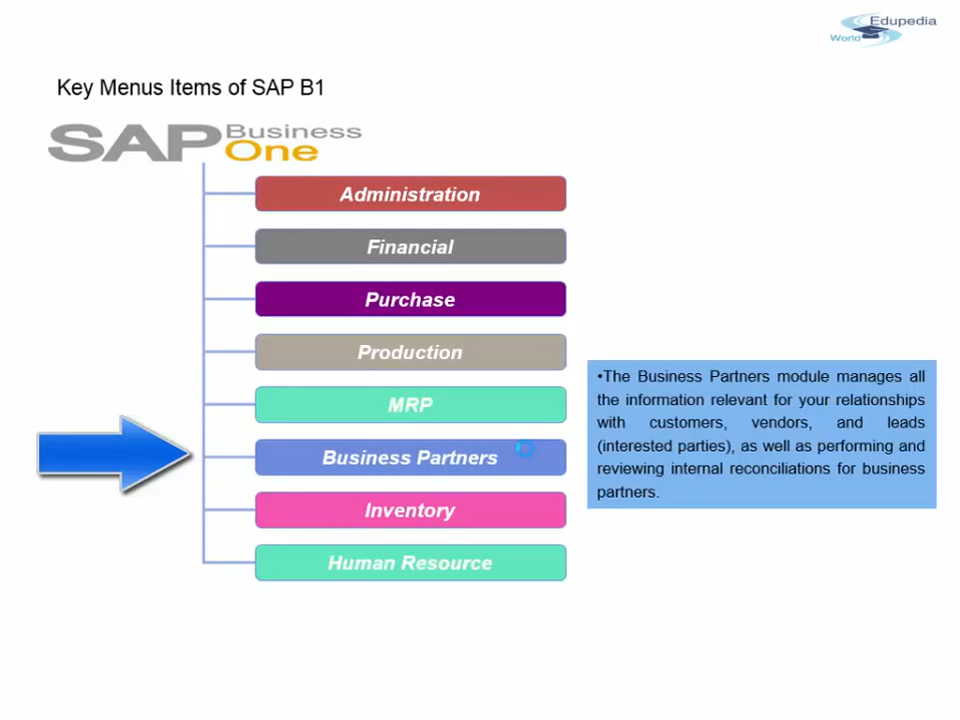 Edupedia
World
Key Menus Items of SAP B1
SAP Business
One
Administration
Financial
Purchase
Production
MRP
Business Partners
Inventory
Human Resource
•The Business Partners module manages all
the information relevant for your relationships
with customers, vendors, and leads
(interested parties), as well as performing and
reviewing internal reconciliations for business
partners.